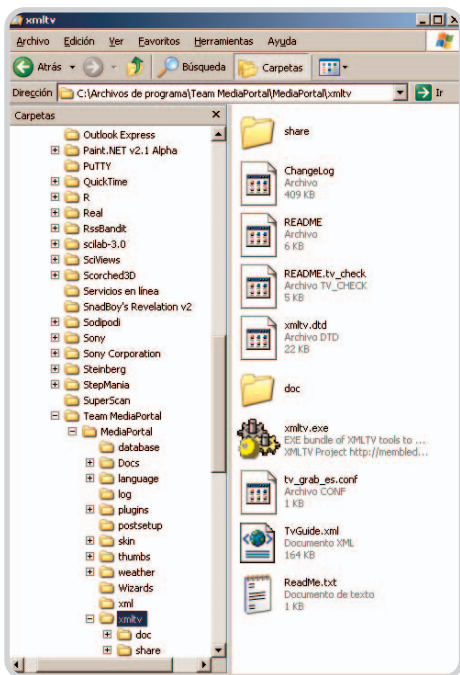 xmltv
Archivo Edición Ver Favoritos Herramientas Ayuda
Atrás Búsqueda Carpetas
Dirección C:\Archivos de programa\Team MediaPortal\MediaPortal\xmltv Ir
Carpetas
Outlook Express
Paint.NET v2.1 Alpha
PuTTY
QuickTime
R
Real
RssBandit
scilab-3.0
SciViews
Scorched3D
Servicios en línea
SnadBoy's Revelation v2
Sodipodi
Sony
Sony Corporation
Steinberg
StepMania
SuperScan
Team MediaPortal
MediaPortal
database
Docs
language
log
plugins
postsetup
skin
thumbs
weather
Wizards
xml
xmltv
doc
share
share
ChangeLog
Archivo
409 KB
README
Archivo
6 KB
README.tv_check
Archivo TV_CHECK
5 KB
xmltv.dtd
Archivo DTD
22 KB
doc
xmltv.exe
EXE bundle of XMLTV tools to ...
XMLTV Project http://membled...
tv_grab_es.conf
Archivo CONF
1 KB
TvGuide.xml
Documento XML
164 KB
ReadMe.txt
Documento de texto
1 KB